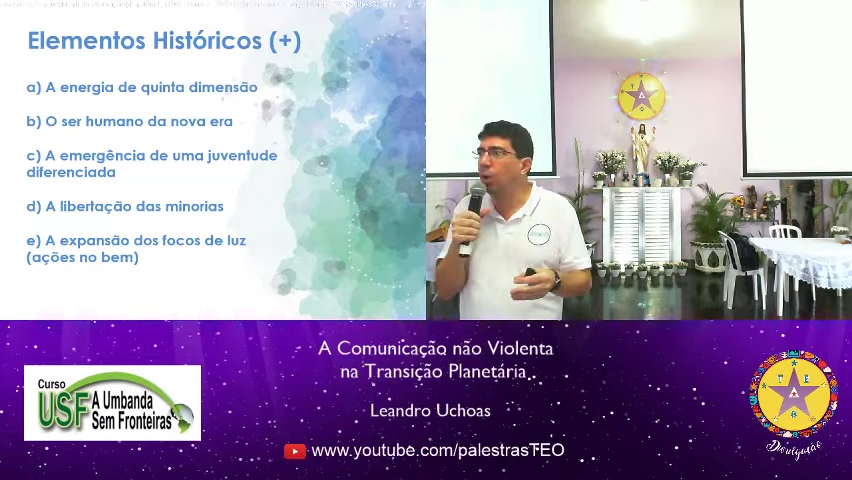 Elementos Históricos (+)
a) A energia de quinta dimensão
b) O ser humano da nova era
c) A emergência de uma juventude
diferenciada
d) A libertação das minorias
e) A expansão dos focos de luz
(ações no bem)
A Comunicação não Violenta
na Transição Planetária
Leandro Uchoas
www.youtube.com/palestrasTEO
Curso
USF
A Umbanda
Sem Fronteiras
T E
A
B R
Divulgação